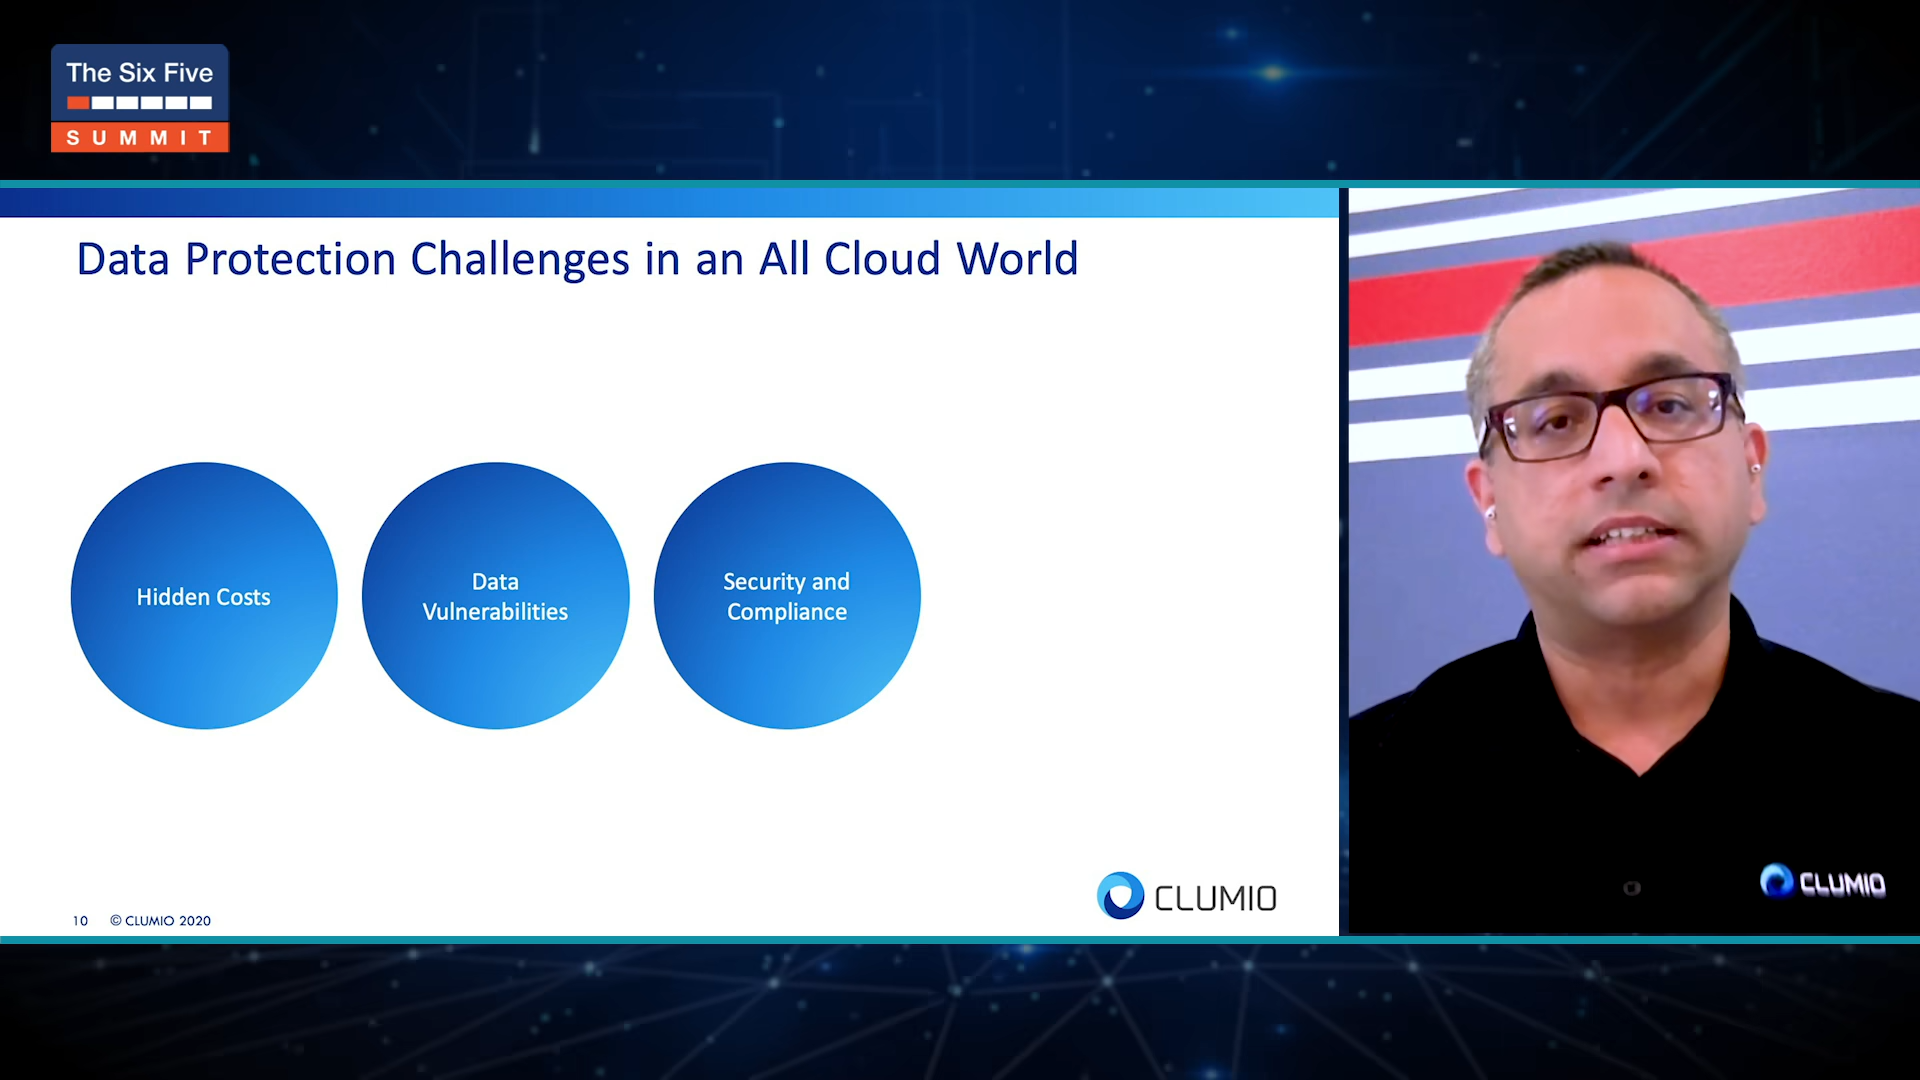 The Six Five
SUMMIT
Data Protection Challenges in an All Cloud World
Hidden Costs
Data
Vulnerabilities
Security and
Compliance
CLUMIO
10 © CLUMIO 2020
CLUMIO